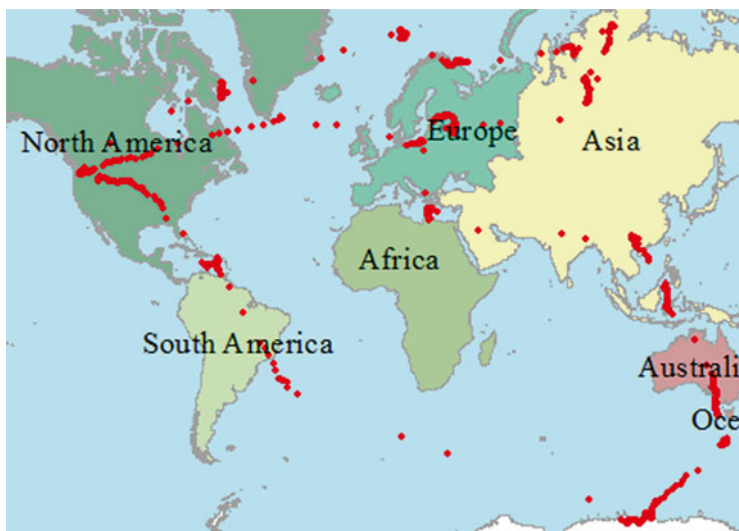 North America
Europe
Asia
Africa
South America
Australi
Oce